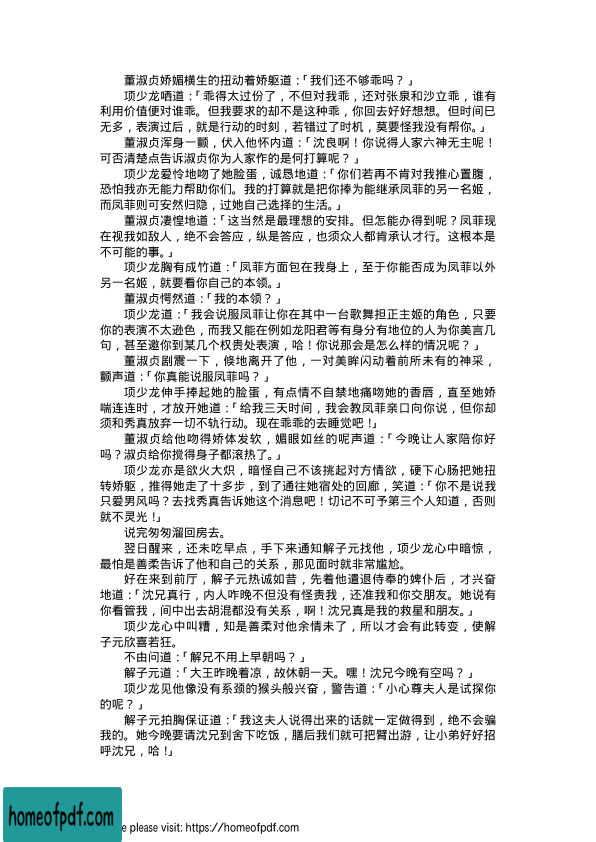 董淑贞娇媚横生的扭动着娇躯道：「我们还不够乖吗？」
项少龙哂道：「乖得太过份了，不但对我乖，还对张泉和沙立乖，谁有
利用价值便对谁乖。但我要求的却不是这种乖，你回去好好想想。但时间巳
无多，表演过后，就是行动的时刻，若错过了时机，莫要怪我没有帮你。」
董淑贞浑身一颤，伏入他怀内道：「沈良啊！你说得人家六神无主呢！
可否清楚点告诉淑贞你为人家作的是何打算呢？」
项少龙爱怜地吻了她脸蛋，诚恳地道：「你们若再不肯对我推心置腹，
恐怕我亦无能力帮助你们。我的打算就是把你捧为能继承凤菲的另一名姬，
而凤菲则可安然归隐，过她自己选择的生活。」
董淑贞凄惶地道：「这当然是最理想的安排。但怎能办得到呢？凤菲现
在视我如敌人，绝不会答应，纵是答应，也须众人都肯承认才行。这根本是
不可能的事。」
项少龙胸有成竹道：「凤菲方面包在我身上，至于你能否成为凤菲以外
另一名姬，就要看你自己的本领。」
董淑贞愕然道：「我的本领？」
项少龙道：「我会说服凤菲让你在其中一台歌舞担正主姬的角色，只要
你的表演不太逊色，而我又能在例如龙阳君等有身分有地位的人为你美言几
句，甚至邀你到某几个权贵处表演，哈！你说那会是怎么样的情况呢？」
董淑贞剧震一下，倏地离开了他，一对美眸闪动着前所未有的神采，
颤声道：「你真能说服凤菲吗？」
项少龙伸手捧起她的脸蛋，有点情不自禁地痛吻她的香唇，直至她娇
喘连连时，才放开她道：「给我三天时间，我会教凤菲亲口向你说，但你却
须和秀真放弃一切不轨行动。现在乖乖的去睡觉吧！」
董淑贞给他吻得娇体发软，媚眼如丝的呢声道：「今晚让人家陪你好
吗？淑贞给你搅得身子都滚热了。」
项少龙亦是欲火大炽，暗怪自己不该挑起对方情欲，硬下心肠把她扭
转娇躯，推得她走了十多步，到了通往她宿处的回廊，笑道：「你不是说我
只爱男风吗？去找秀真告诉她这个消息吧！切记不可予第三个人知道，否则
就不灵光！」
说完匆匆溜回房去。
翌日醒来，还未吃早点，手下来通知解子元找他，项少龙心中暗惊，
最怕是善柔告诉了他和自己的关系，那见面时就非常尴尬。
好在来到前厅，解子元热诚如昔，先着他遣退侍奉的婢仆后，才兴奋
地道：「沈兄真行，内人昨晚不但没有怪责我，还准我和你交朋友。她说有
你看管我，间中出去胡混都没有关系，啊！沈兄真是我的救星和朋友。」
项少龙心中叫糟，知是善柔对他余情未了，所以才会有此转变，使解
子元欣喜若狂。
不由问道：「解兄不用上早朝吗？」
解子元道：「大王昨晚着凉，故休朝一天。嘿！沈兄今晚有空吗？」
项少龙见他像没有系颈的猴头般兴奋，警告道：「小心尊夫人是试探你
的呢？」
解子元拍胸保证道：「我这夫人说得出来的话就一定做得到，绝不会骗
我的。她今晚要请沈兄到舍下吃饭，膳后我们就可把臂出游，让小弟好好招
呼沈兄，哈！」
homeofpdf.com
e please visit: https://homeofpdf.com